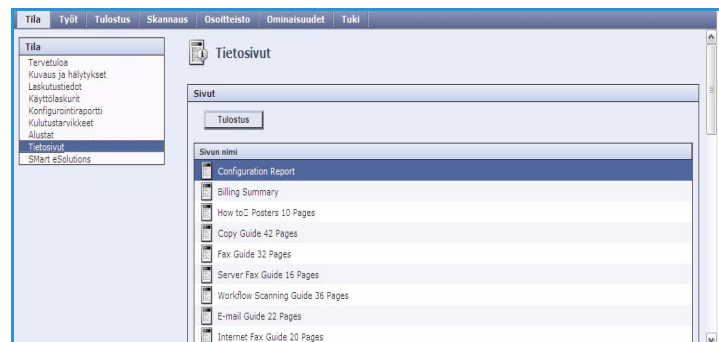 Tila Työt Tulostus Skannaus Osoitteisto Ominaisuudet Tuki
Tila
Tervetuloa
Kuvaus ja hälytykset
Laskutustiedot
Käyttölaskurit
Konfigurointiraportti
Kulutustarvikkeet
Alustat
Tietosivut
SMart eSolutions
Tietosivut
Sivut
Tulostus
Sivun nimi
Configuration Report
Billing Summary
How to□ Posters 10 Pages
Copy Guide 42 Pages
Fax Guide 32 Pages
Server Fax Guide 16 Pages
Workflow Scanning Guide 36 Pages
E-mail Guide 22 Pages
Internet Fax Guide 20 Pages